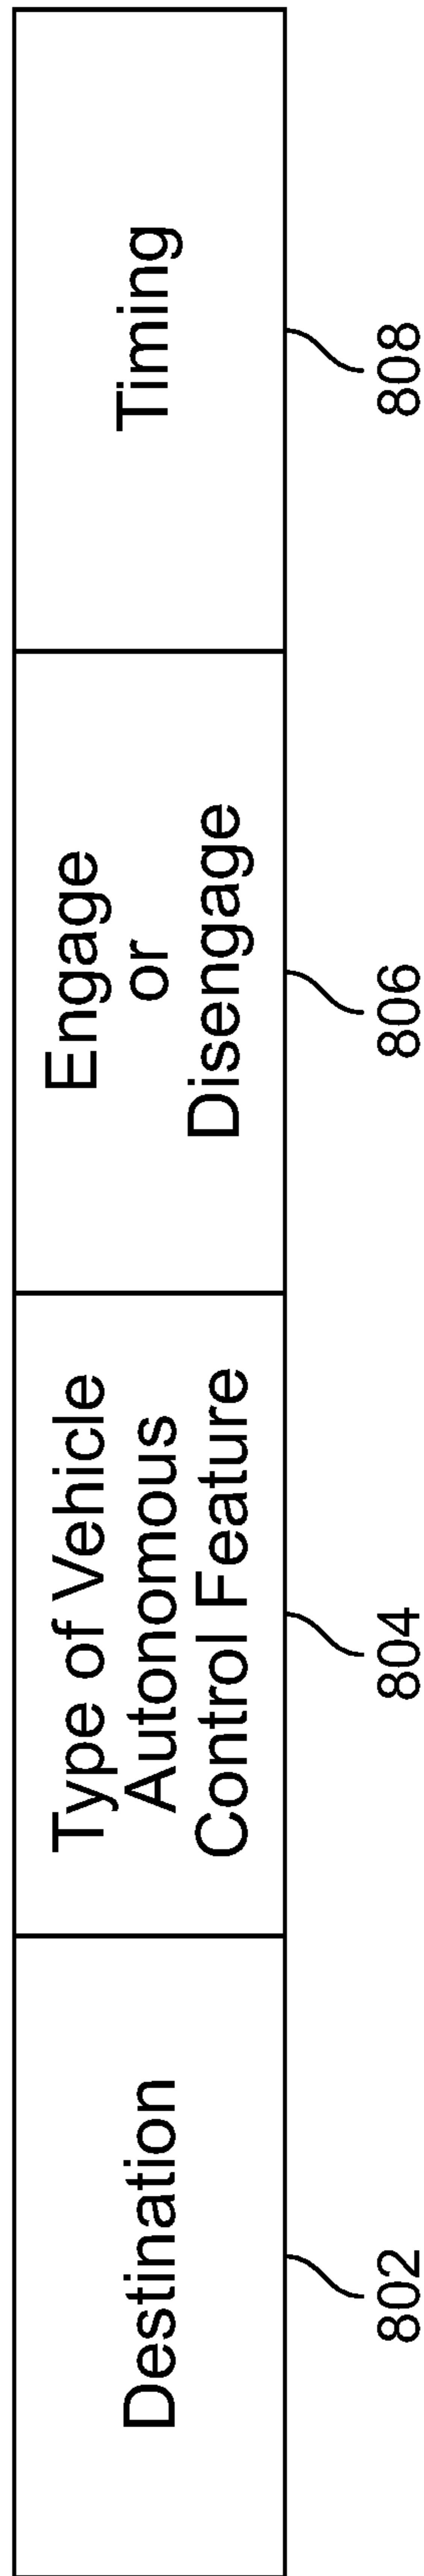 Destination
Type of Vehicle
Autonomous
Control Feature
Engage
or
Disengage
Timing
802
804
806
808